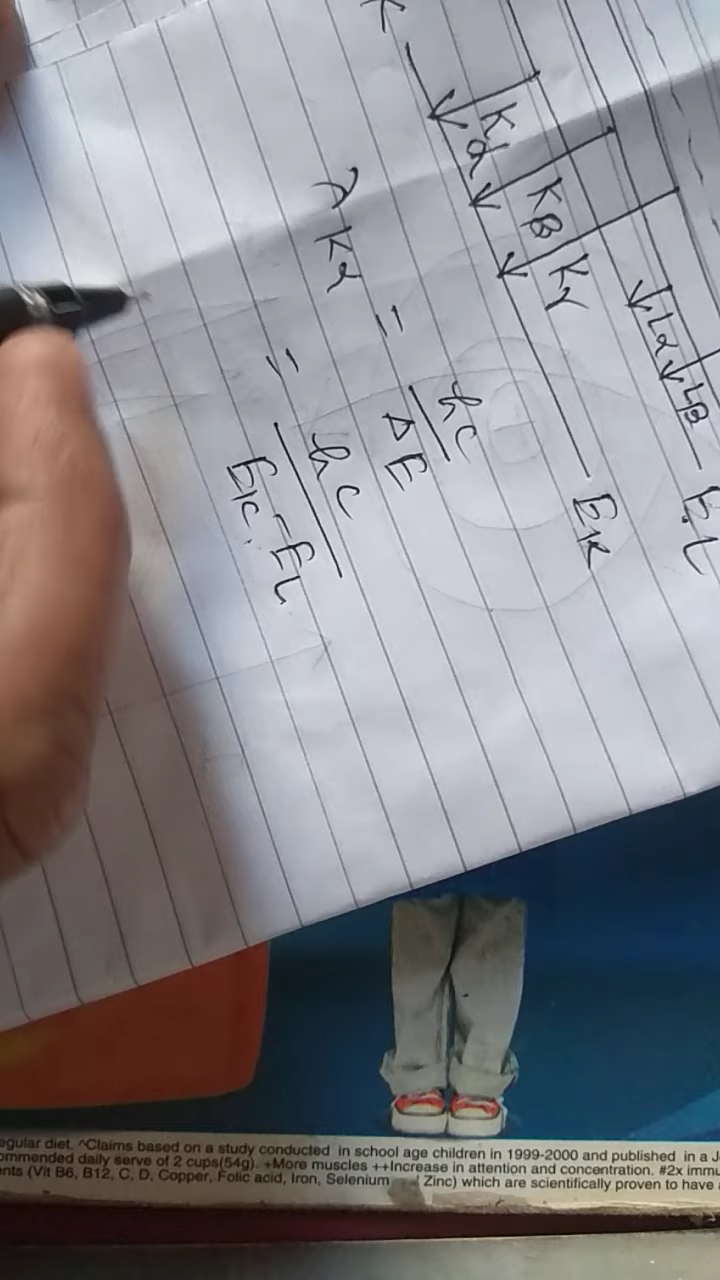 K
Kα Kβ Kγ
Lα Lβ
EL
EK
λKα = hc
ΔE
= hc
EK - EL
egular diet. ^Claims based on a study conducted in school age children in 1999-2000 and published in a J
ommended daily serve of 2 cups(54g). +More muscles ++Increase in attention and concentration. #2x immu
nts (Vit B6, B12, C, D, Copper, Folic acid, Iron, Selenium Zinc) which are scientifically proven to have